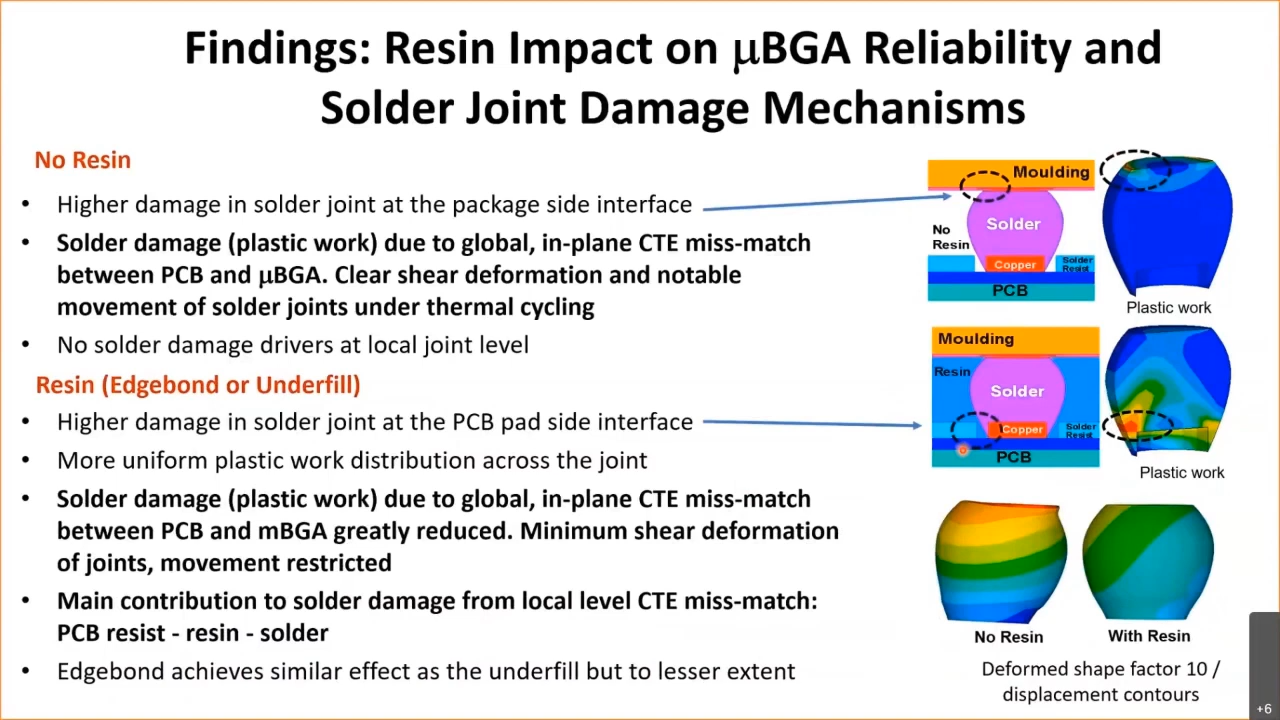 Findings: Resin Impact on μBGA Reliability and
Solder Joint Damage Mechanisms
No Resin
• Higher damage in solder joint at the package side interface
• Solder damage (plastic work) due to global, in-plane CTE miss-match
between PCB and μBGA. Clear shear deformation and notable
movement of solder joints under thermal cycling
• No solder damage drivers at local joint level
Resin (Edgebond or Underfill)
• Higher damage in solder joint at the PCB pad side interface
• More uniform plastic work distribution across the joint
• Solder damage (plastic work) due to global, in-plane CTE miss-match
between PCB and mBGA greatly reduced. Minimum shear deformation
of joints, movement restricted
• Main contribution to solder damage from local level CTE miss-match:
PCB resist - resin - solder
• Edgebond achieves similar effect as the underfill but to lesser extent
Moulding
Solder
No
Resin
Copper
Solder
Resist
PCB
Plastic work
Moulding
Resin
Solder
Copper
Solder
Resist
PCB
Plastic work
No Resin
With Resin
Deformed shape factor 10 /
displacement contours
+6